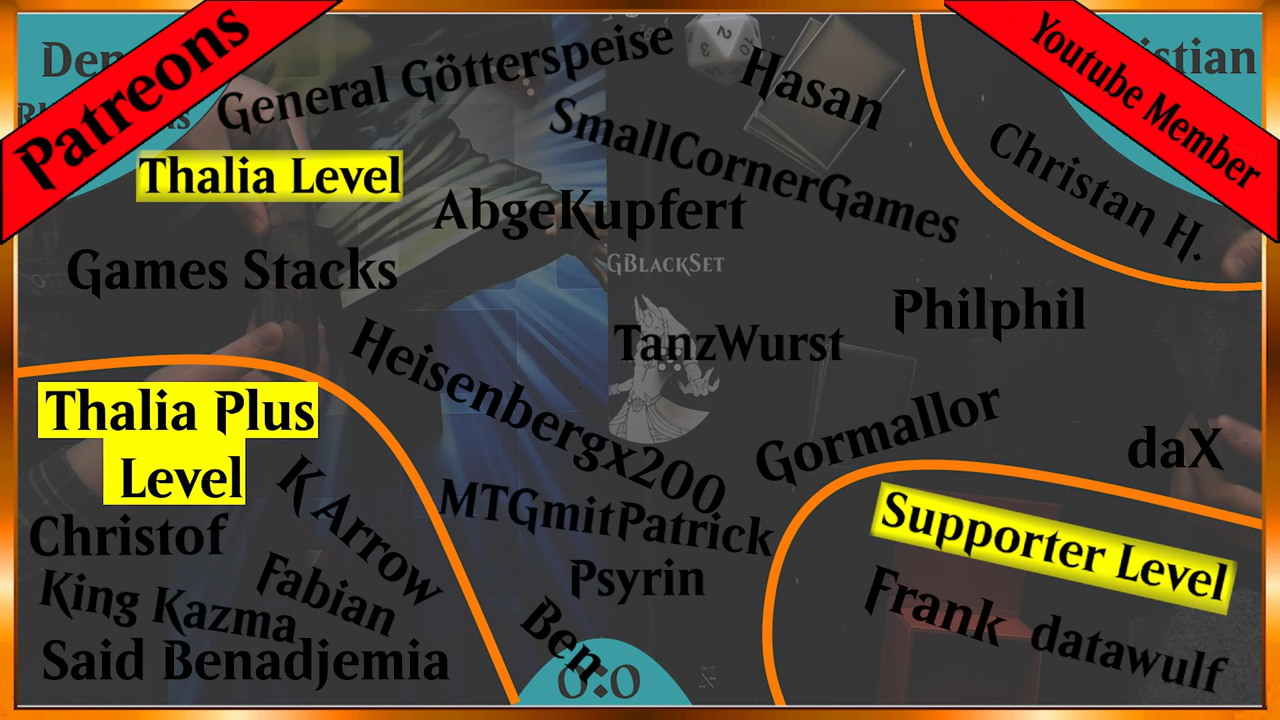 Patreons
Youtube Member
General Götterspeise
Hasan
SmallCornerGames
Christan H.
Thalia Level
AbgeKupfert
Games Stacks
GBlackSet
Philphil
TanzWurst
Heisenbergx200
Gormallor
daX
Thalia Plus
Level
K Arrow
MTGmitPatrick
Supporter Level
Christof
Fabian
Psyrin
King Kazma
Ben
Frank
datawulf
Said Benadjemia
0:0